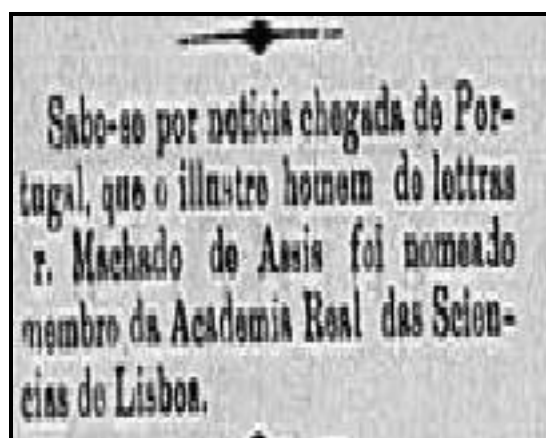 Sabe-se por noticia chegada de Por-
tugal, que o illustre homem de lettras
r. Machado de Assis foi nomeado
membro da Academia Real das Scien-
cias de Lisboa.